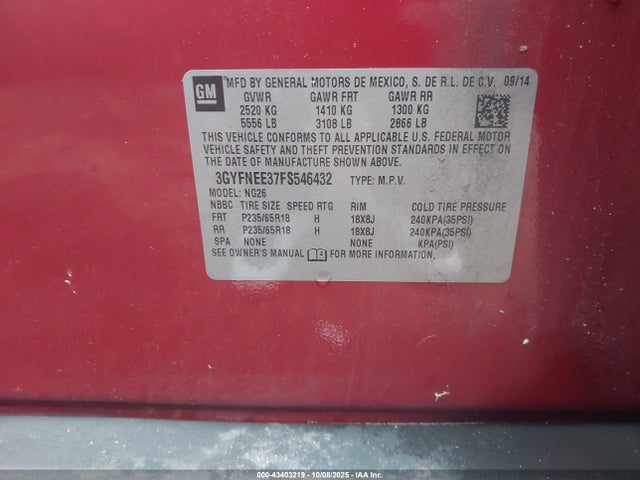 GM MFD BY GENERAL MOTORS DE MEXICO, S. DE R.L. DE C.V. 09/14
GVWR GAWR FRT GAWR RR
2520 KG 1410 KG 1300 KG
5556 LB 3108 LB 2866 LB
THIS VEHICLE CONFORMS TO ALL APPLICABLE U.S. FEDERAL MOTOR
VEHICLE SAFETY AND THEFT PREVENTION STANDARDS IN EFFECT ON
THE DATE OF MANUFACTURE SHOWN ABOVE.
3GYFNEE37FS546432 TYPE: M.P.V.
MODEL: NG26
NBBC TIRE SIZE SPEED RTG RIM COLD TIRE PRESSURE
FRT P235/65R18 H 18X8J 240KPA(35PSI)
RR P235/65R18 H 18X8J 240KPA(35PSI)
SPA NONE NONE KPA(PSI)
SEE OWNER'S MANUAL FOR MORE INFORMATION.
000-43403219 - 10/08/2025 - IAA Inc.